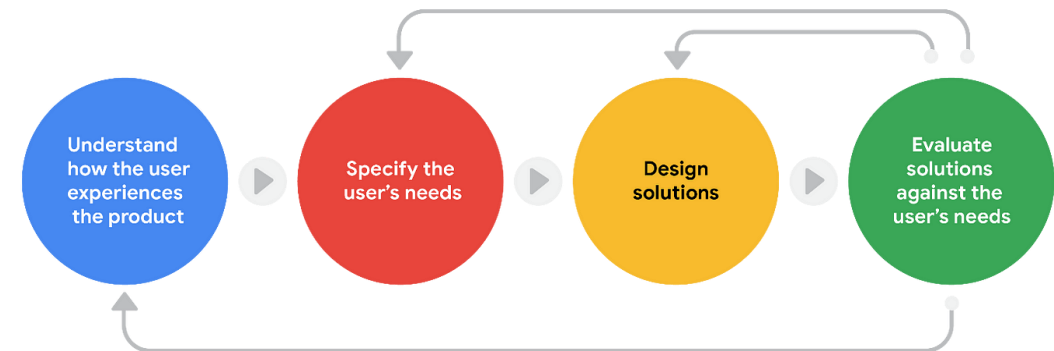 Understand
how the user
experiences
the product
Specify the
user's needs
Design
solutions
Evaluate
solutions
against the
user's needs